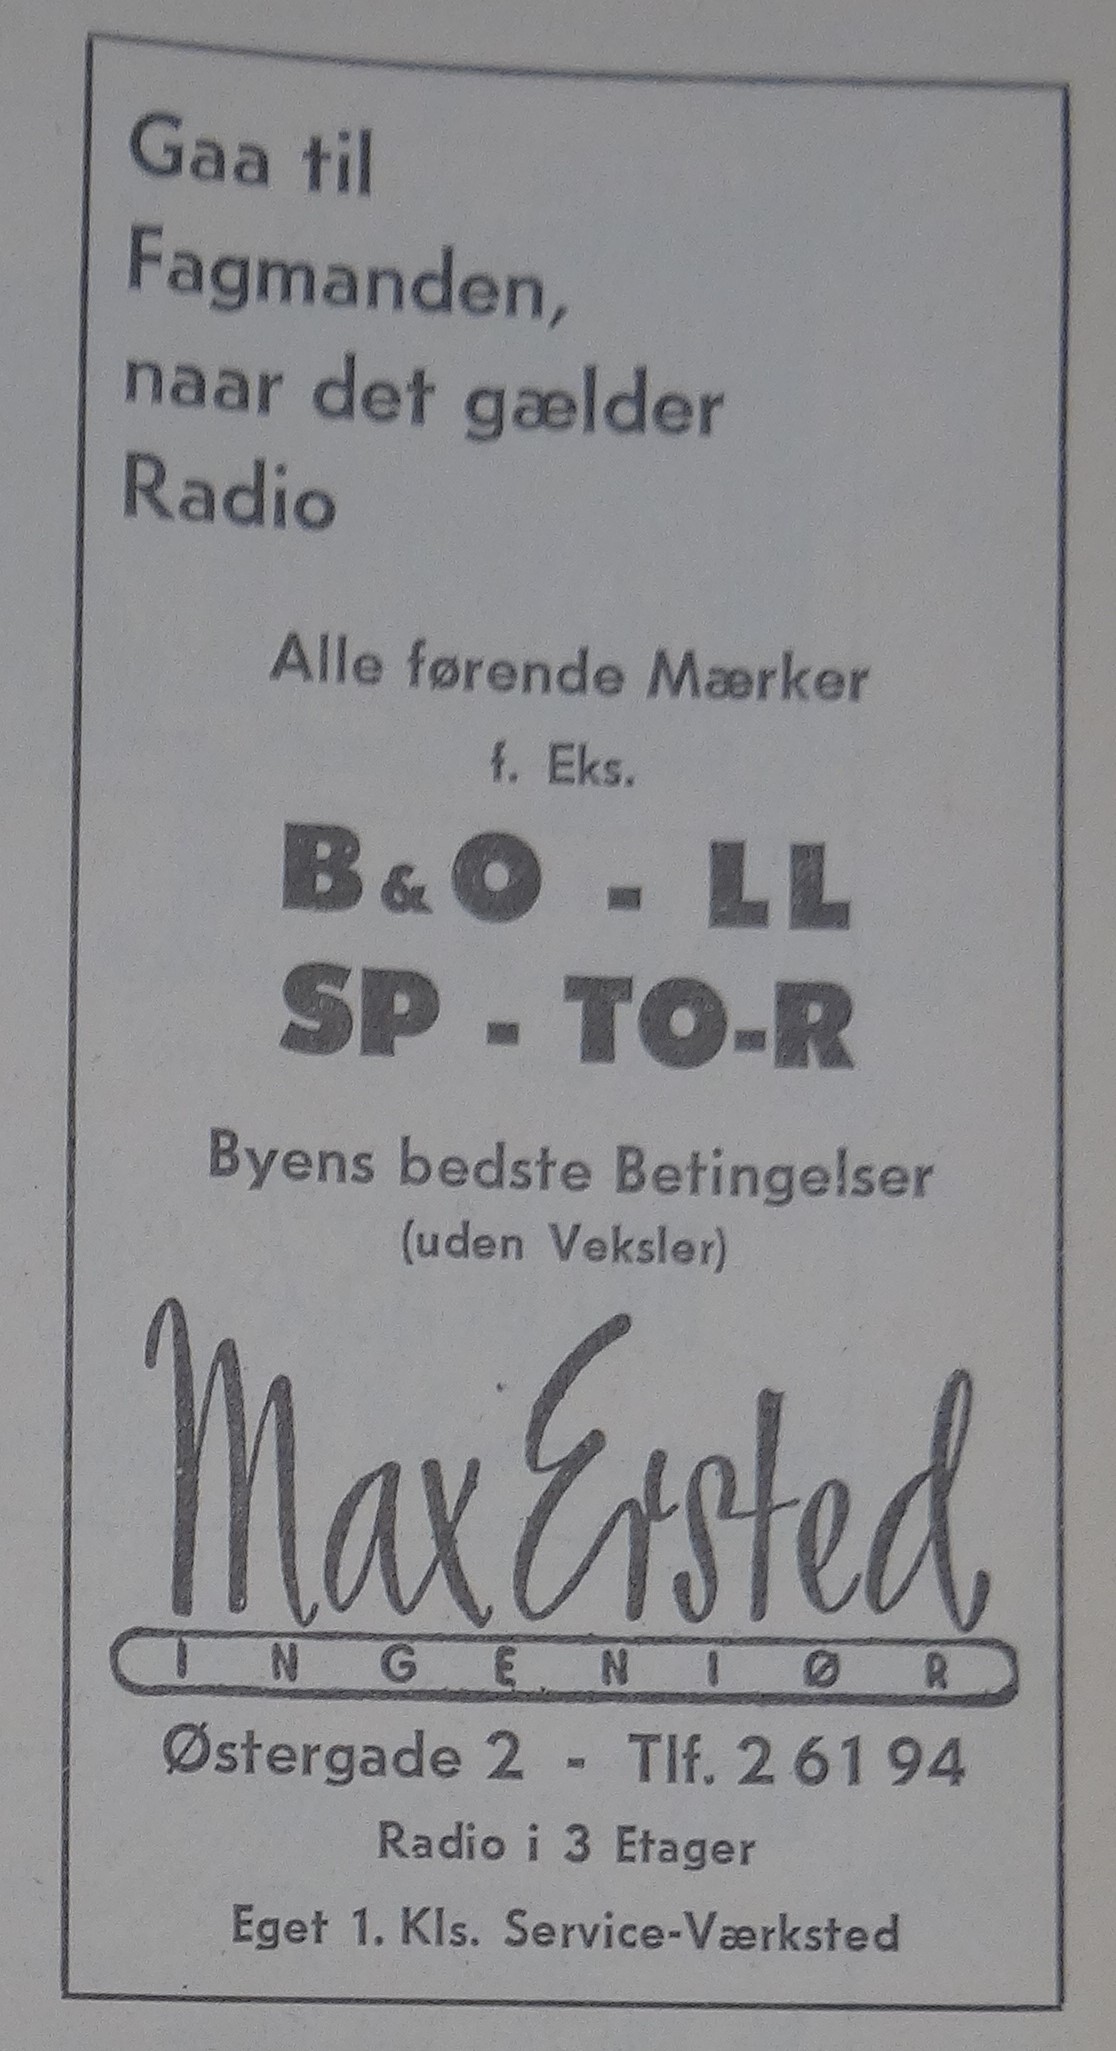 Gaa til
Fagmanden,
naar det gælder
Radio
Alle førende Mærker
f. Eks.
B&O - LL
SP - TO-R
Byens bedste Betingelser
(uden Veksler)
Max Ersted
INGENIØR
Østergade 2 - Tlf. 2 61 94
Radio i 3 Etager
Eget 1. Kls. Service-Værksted